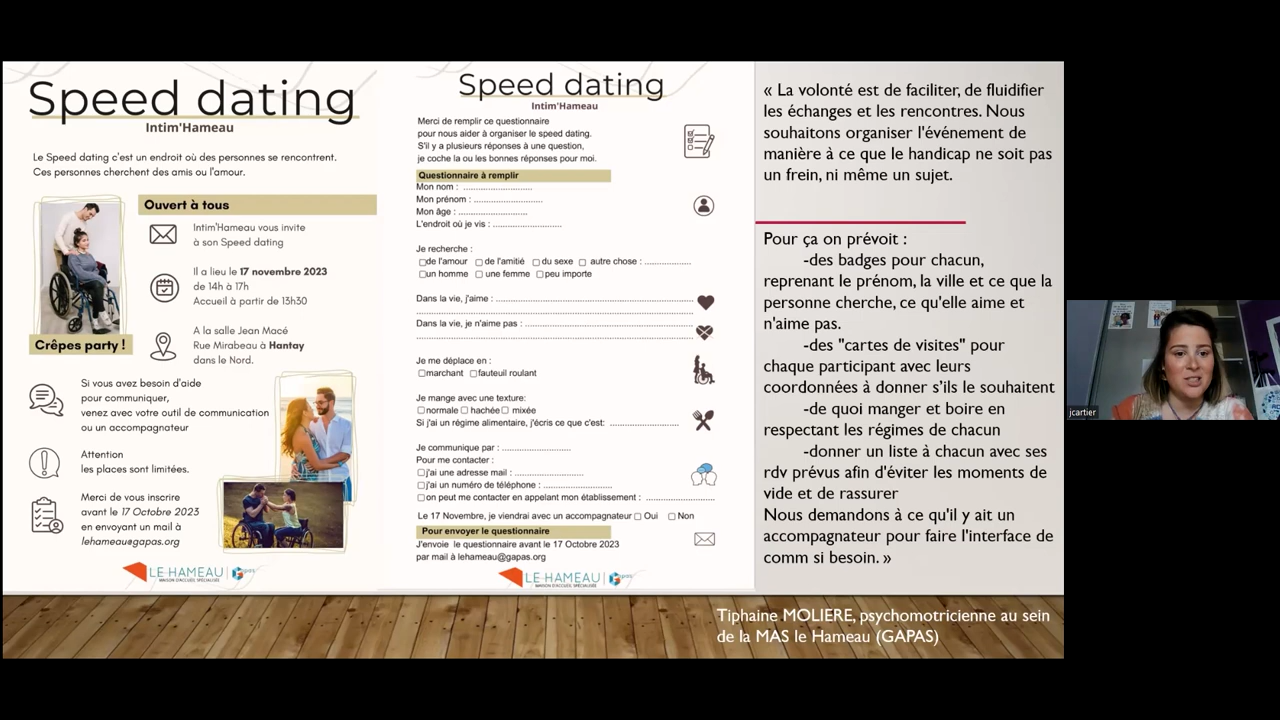 Speed dating
Intim'Hameau
Le Speed dating c'est un endroit où des personnes se rencontrent.
Ces personnes cherchent des amis ou l'amour.
Ouvert à tous
Intim'Hameau vous invite
à son Speed dating
Il a lieu le 17 novembre 2023
de 14h à 17h
Accueil à partir de 13h30
A la salle Jean Macé
Rue Mirabeau à Hantay
dans le Nord.
Crêpes party !
Si vous avez besoin d'aide
pour communiquer,
venez avec votre outil de communication
ou un accompagnateur
Attention
les places sont limitées.
Merci de vous inscrire
avant le 17 Octobre 2023
en envoyant un mail à
lehameau@gapas.org
LE HAMEAU
MAISON D'ACCUEIL SPÉCIALISÉE
gapas
Speed dating
Intim'Hameau
Merci de remplir ce questionnaire
pour nous aider à organiser le speed dating.
S'il y a plusieurs réponses à une question,
je coche la ou les bonnes réponses pour moi.
Questionnaire à remplir
Mon nom : ..........................
Mon prénom : ..........................
Mon âge : ..........................
L'endroit où je vis : ..........................
Je recherche :
☐de l'amour ☐ de l'amitié ☐ du sexe ☐ autre chose : .................
☐un homme ☐ une femme ☐peu importe
Dans la vie, j'aime : ..........................................................................
Dans la vie, je n'aime pas : ................................................................
Je me déplace en :
☐marchant ☐fauteuil roulant
Je mange avec une texture:
☐normale ☐ hachée☐ mixée
Si j'ai un régime alimentaire, j'écris ce que c'est: ..........................
Je communique par : ..........................
Pour me contacter :
☐j'ai une adresse mail : ..........................
☐j'ai un numéro de téléphone : ..........................
☐on peut me contacter en appelant mon établissement : ..........................
Le 17 Novembre, je viendrai avec un accompagnateur ☐ Oui ☐ Non
Pour envoyer le questionnaire
J'envoie le questionnaire avant le 17 Octobre 2023
par mail à lehameau@gapas.org
LE HAMEAU
MAISON D'ACCUEIL SPÉCIALISÉE
gapas
« La volonté est de faciliter, de fluidifier
les échanges et les rencontres. Nous
souhaitons organiser l'événement de
manière à ce que le handicap ne soit pas
un frein, ni même un sujet.
Pour ça on prévoit :
-des badges pour chacun,
reprenant le prénom, la ville et ce que la
personne cherche, ce qu'elle aime et
n'aime pas.
-des "cartes de visites" pour
chaque participant avec leurs
coordonnées à donner s'ils le souhaitent
-de quoi manger et boire en
respectant les régimes de chacun
-donner un liste à chacun avec ses
rdv prévus afin d'éviter les moments de
vide et de rassurer
Nous demandons à ce qu'il y ait un
accompagnateur pour faire l'interface de
comm si besoin. »
Tiphaine MOLIERE, psychomotricienne au sein
de la MAS le Hameau (GAPAS)
jcartier